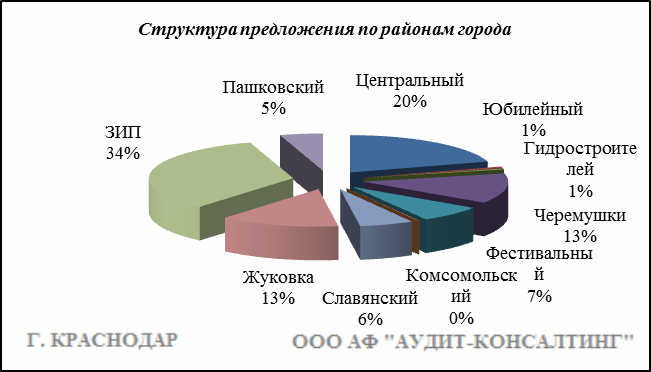 Структура предложения по районам города
Центральный
20%
Юбилейный
1%
Гидростроите
лей
1%
Черемушки
13%
Фестивальны
й
7%
Комсомольск
ий
0%
Славянский
6%
Жуковка
13%
ЗИП
34%
Пашковский
5%
Г. КРАСНОДАР
ООО АФ "АУДИТ-КОНСАЛТИНГ"